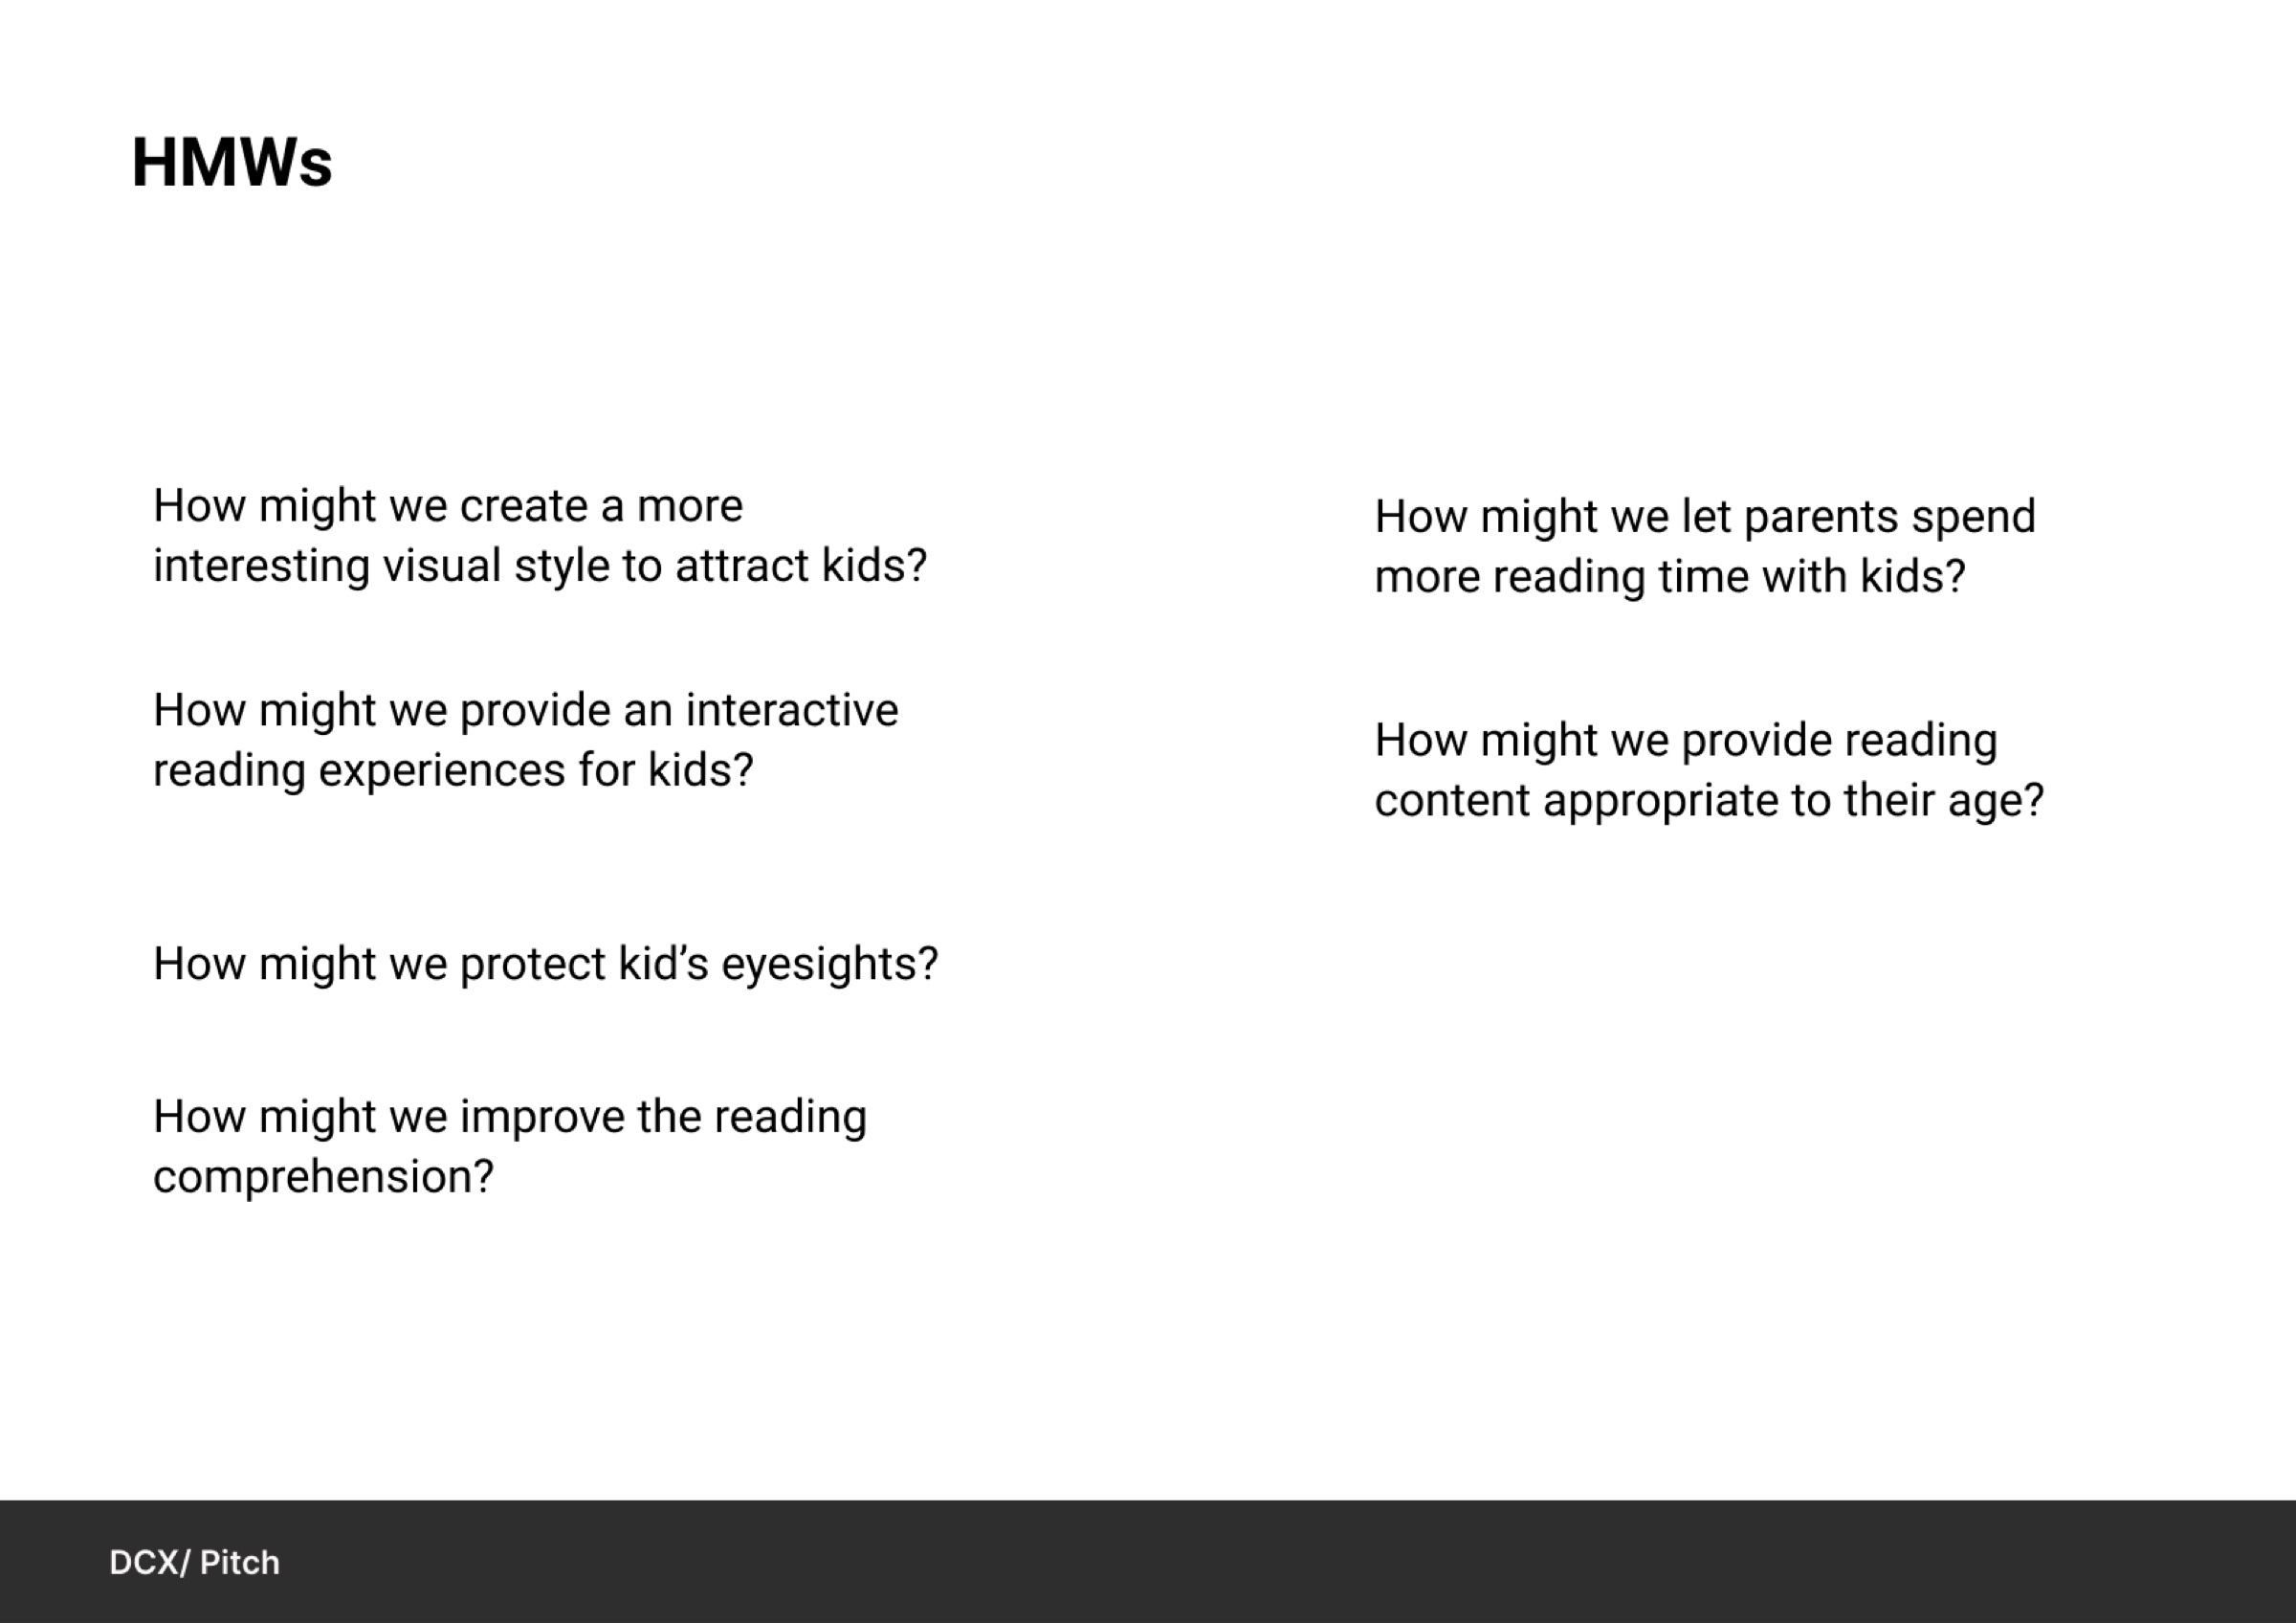 HMWs
How might we create a more
interesting visual style to attract kids?
How might we provide an interactive
reading experiences for kids?
How might we protect kid’s eyesights?
How might we improve the reading
comprehension?
How might we let parents spend
more reading time with kids?
How might we provide reading
content appropriate to their age?
DCX/ Pitch